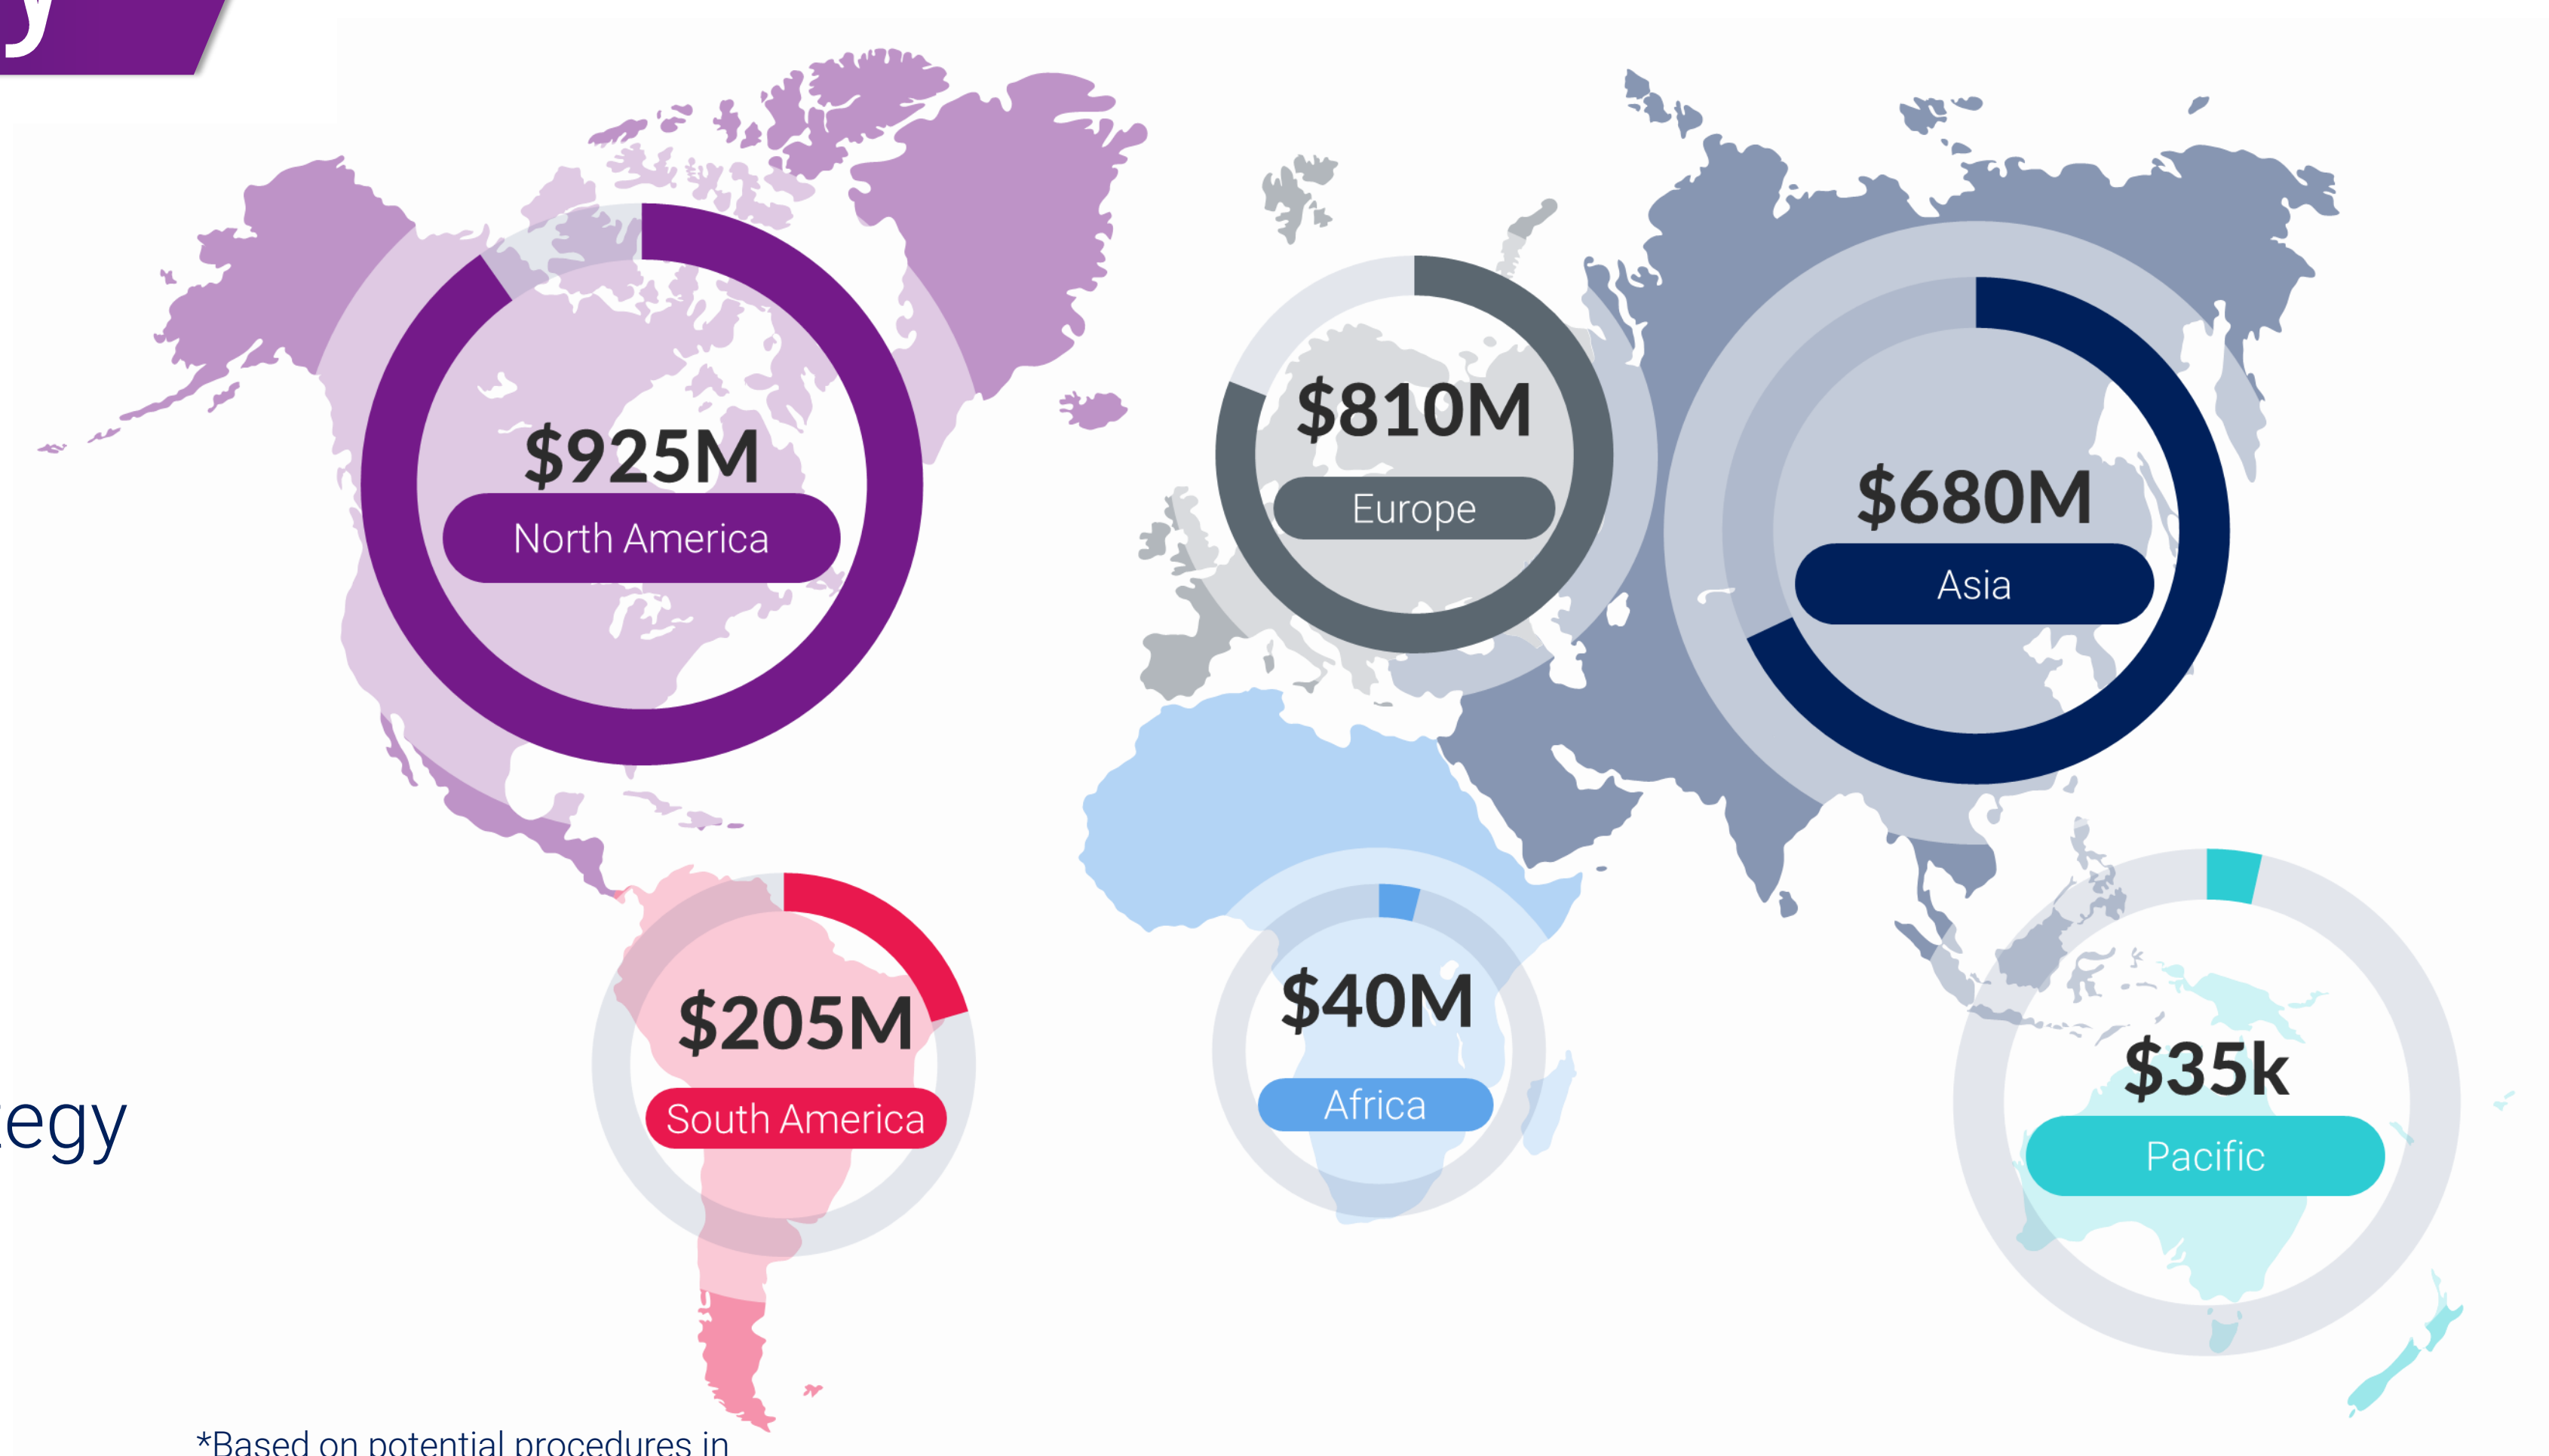 $925M
North America
$810M
Europe
$680M
Asia
$205M
South America
$40M
Africa
$35k
Pacific
*Based on potential procedures in